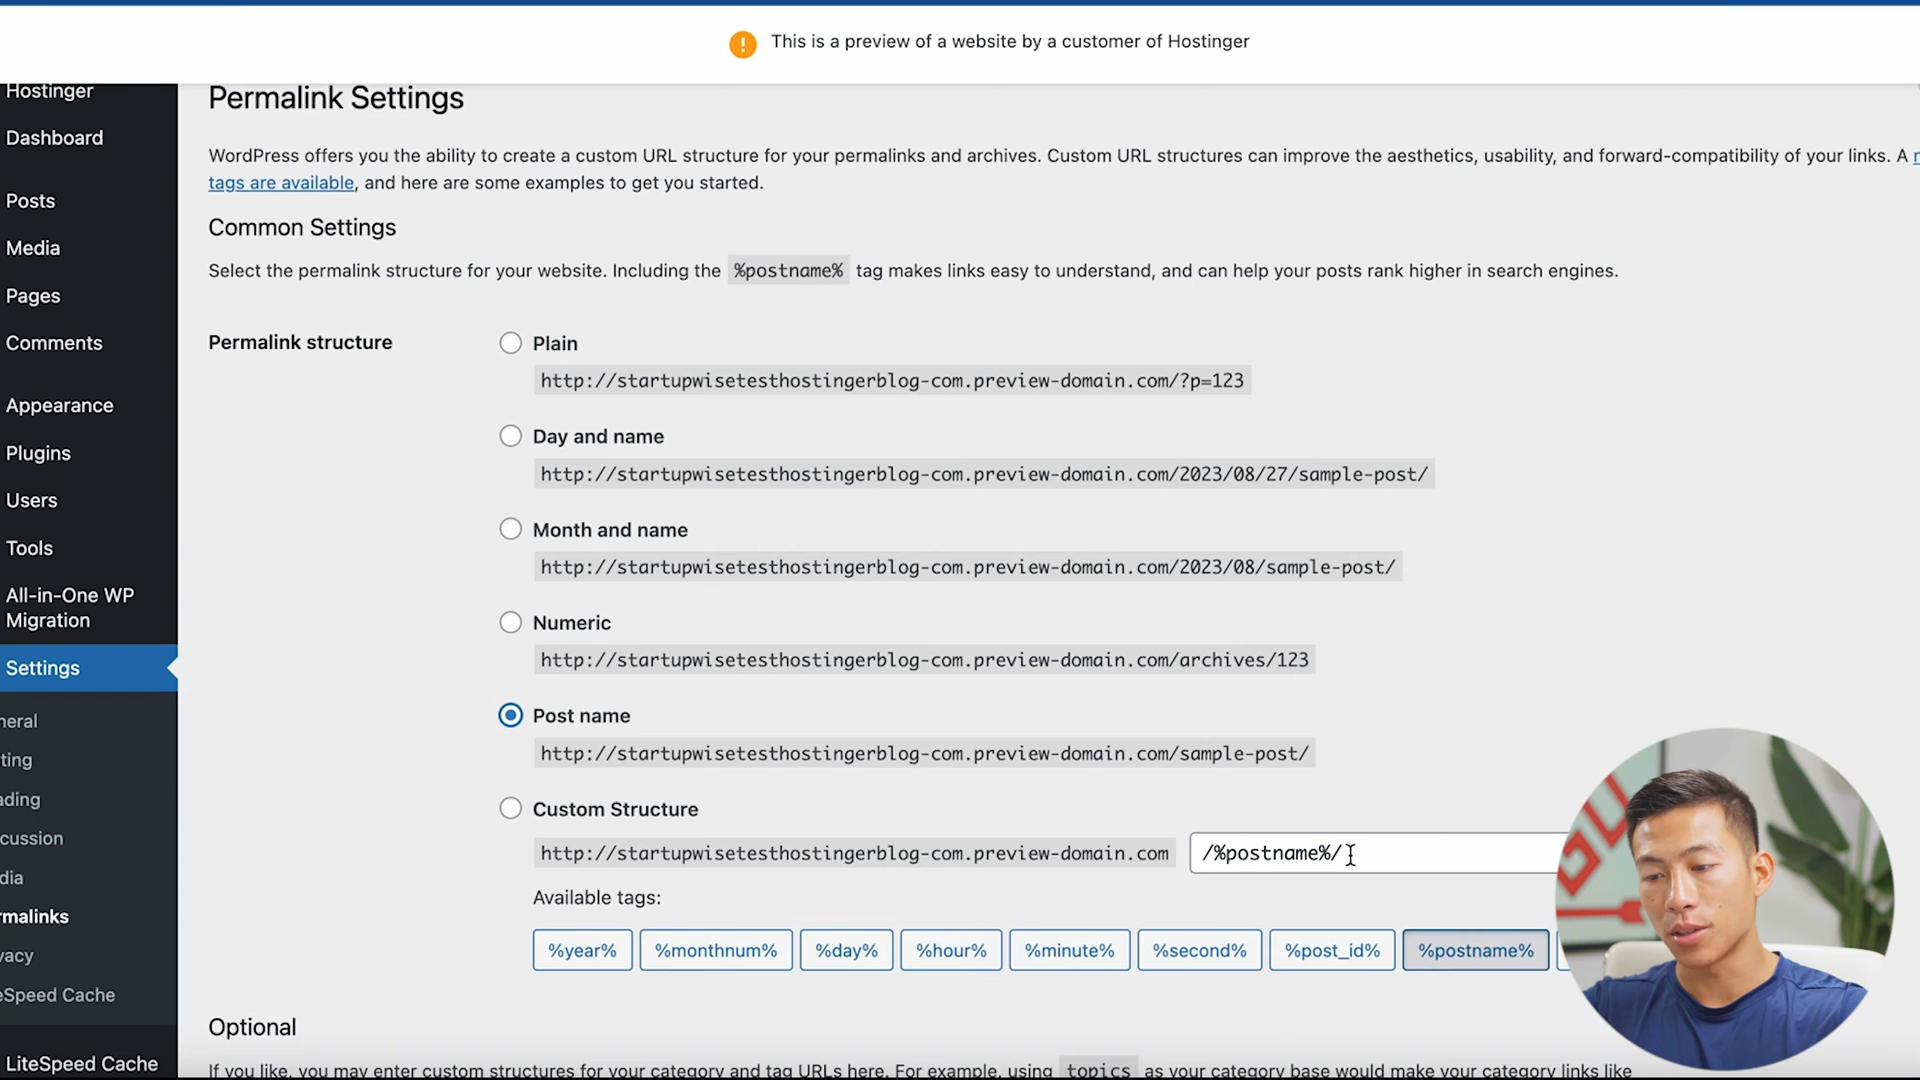 This is a preview of a website by a customer of Hostinger
Hostinger
Dashboard
Posts
Media
Pages
Comments
Appearance
Plugins
Users
Tools
All-in-One WP
Migration
Settings
neral
ting
ading
cussion
dia
rmalinks
vacy
eSpeed Cache
LiteSpeed Cache
Permalink Settings
WordPress offers you the ability to create a custom URL structure for your permalinks and archives. Custom URL structures can improve the aesthetics, usability, and forward-compatibility of your links. A
tags are available, and here are some examples to get you started.
Common Settings
Select the permalink structure for your website. Including the %postname% tag makes links easy to understand, and can help your posts rank higher in search engines.
Permalink structure
Plain
http://startupwisetesthostingerblog-com.preview-domain.com/?p=123
Day and name
http://startupwisetesthostingerblog-com.preview-domain.com/2023/08/27/sample-post/
Month and name
http://startupwisetesthostingerblog-com.preview-domain.com/2023/08/sample-post/
Numeric
http://startupwisetesthostingerblog-com.preview-domain.com/archives/123
Post name
http://startupwisetesthostingerblog-com.preview-domain.com/sample-post/
Custom Structure
http://startupwisetesthostingerblog-com.preview-domain.com /%postname%/
Available tags:
%year% %monthnum% %day% %hour% %minute% %second% %post_id% %postname%
Optional
If you like, you may enter custom structures for your category and tag URLs here. For example, using topics as your category base would make your category links like